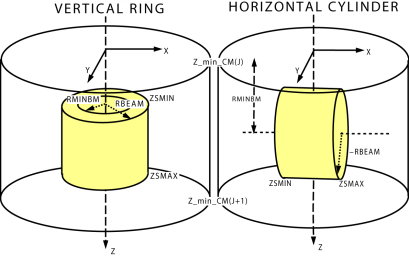 VERTICAL RING
HORIZONTAL CYLINDER
X
Y
Z_min_CM(J)
X
Y
RMINBM
ZSMIN
RBEAM
RMINBM
ZSMAX
~RBEAM
ZSMIN
ZSMAX
Z_min_CM(J+1)
Z
Z